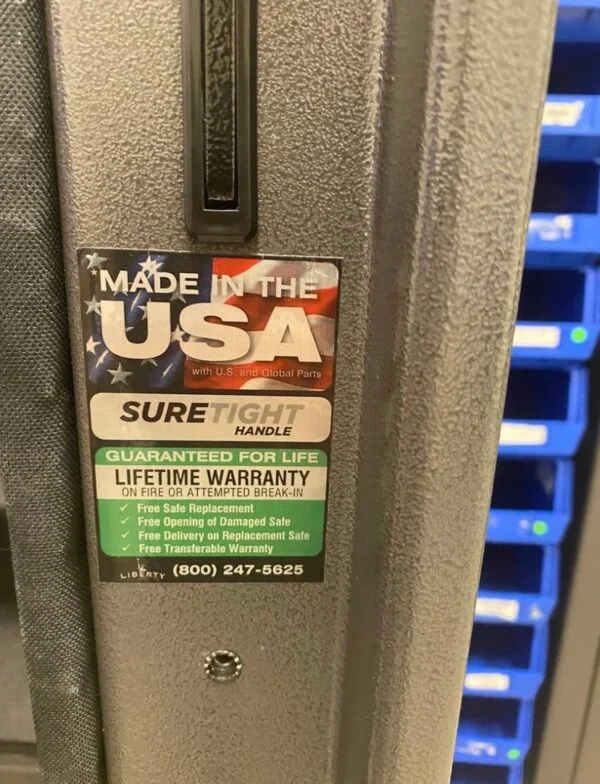 *MADE IN THE
USA
with U.S. and Global Parts
SURETIGHT
HANDLE
GUARANTEED FOR LIFE
LIFETIME WARRANTY
ON FIRE OR ATTEMPTED BREAK-IN
✓ Free Safe Replacement
✓ Free Opening of Damaged Safe
✓ Free Delivery on Replacement Safe
✓ Free Transferable Warranty
LIBERTY (800) 247-5625